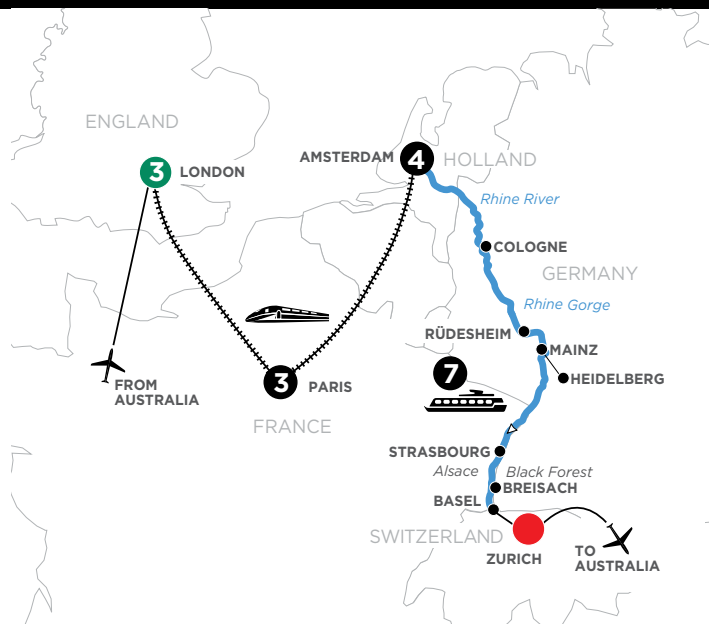 ENGLAND
3
LONDON
AMSTERDAM
4
HOLLAND
Rhine River
COLOGNE
GERMANY
Rhine Gorge
RÜDESHEIM
MAINZ
7
HEIDELBERG
3
PARIS
FROM
AUSTRALIA
FRANCE
STRASBOURG
Alsace
Black Forest
BREISACH
BASEL
SWITZERLAND
ZURICH
TO
AUSTRALIA